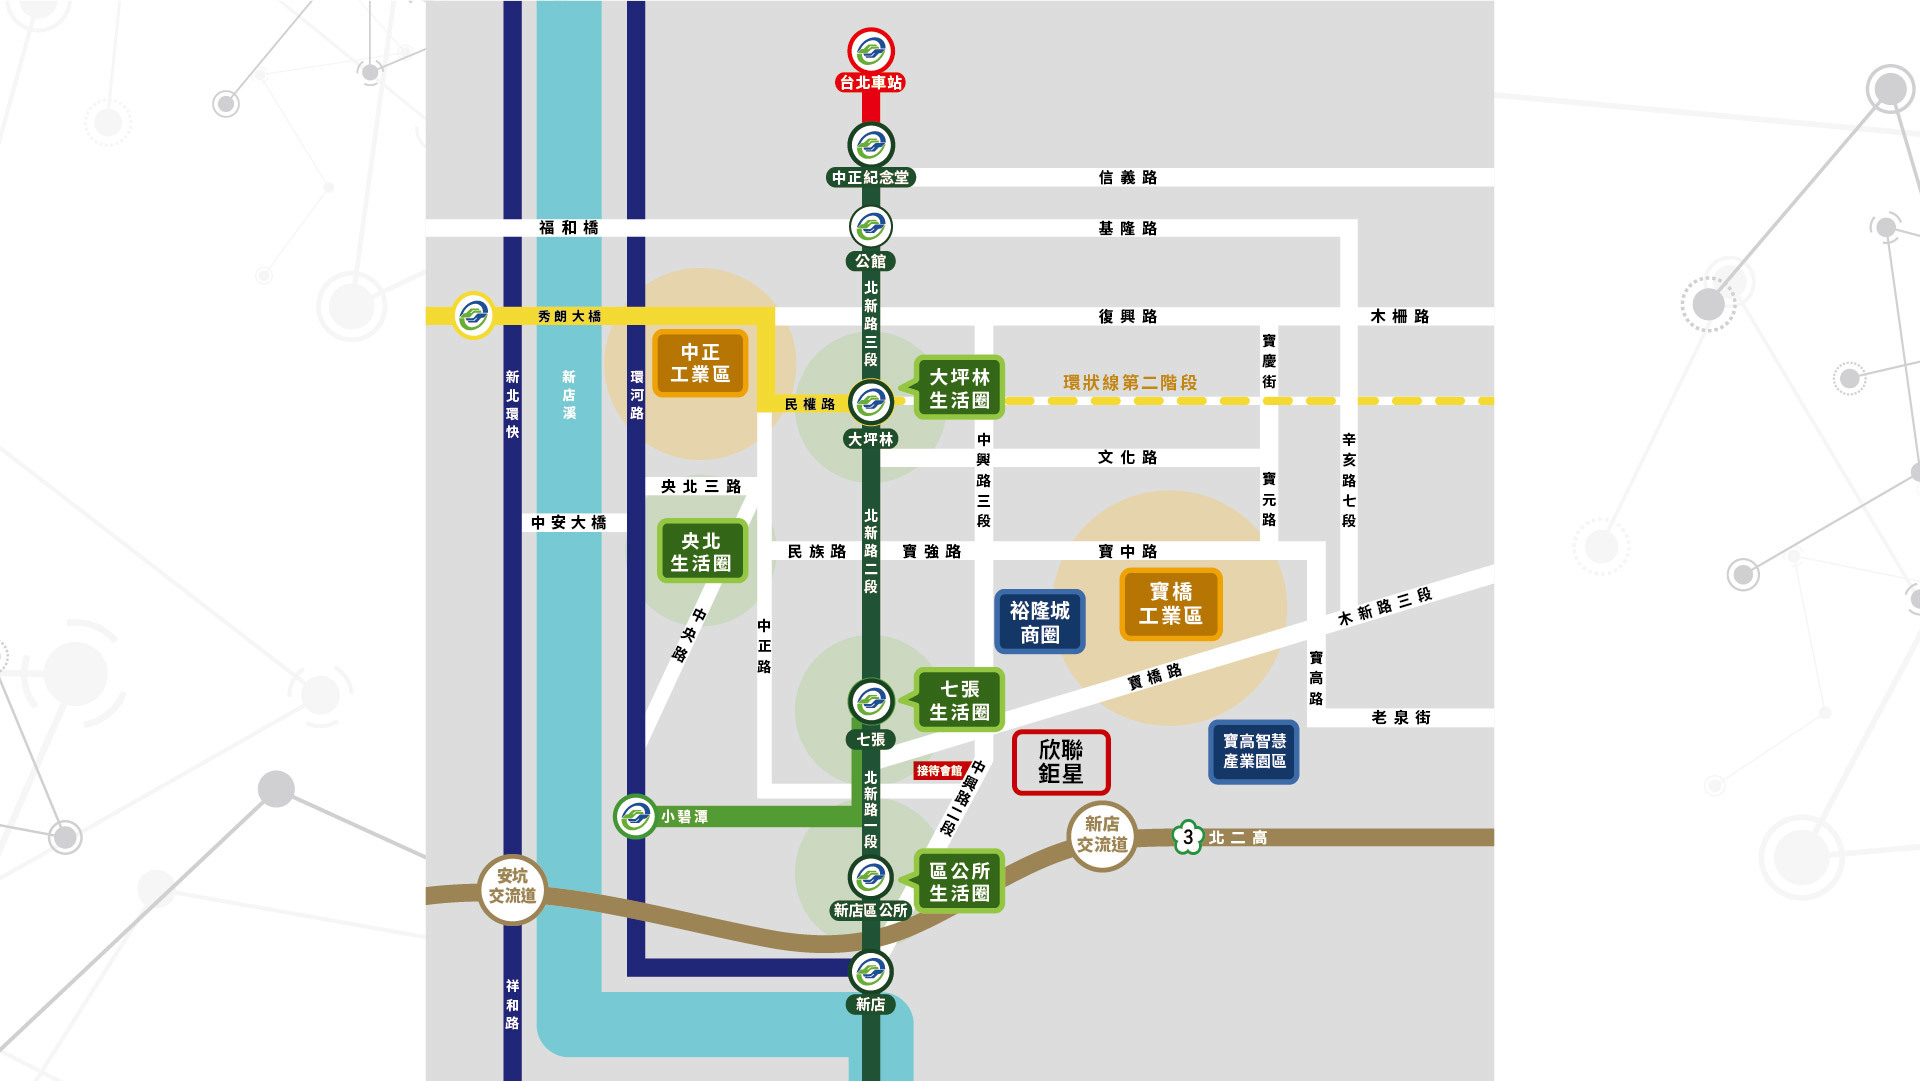 台北車站
中正紀念堂
信義路
福和橋
基隆路
公館
北新路三段
秀朗大橋
復興路
木柵路
中正
工業區
寶慶街
新北環快
新店溪
環河路
大坪林
生活圈
環狀線第二階段
民權路
大坪林
中興路三段
文化路
辛亥路七段
央北三路
寶元路
中安大橋
北新路二段
央北
生活圈
民族路
寶強路
寶中路
裕隆城
商圈
寶橋
工業區
木新路三段
中央路
中正路
寶橋路
寶高路
七張
生活圈
老泉街
七張
欣聯
鉅星
寶高智慧
產業園區
接待會館
中興路二段
北新路一段
小碧潭
新店
交流道
3
北二高
安坑
交流道
區公所
生活圈
新店區公所
祥和路
新店